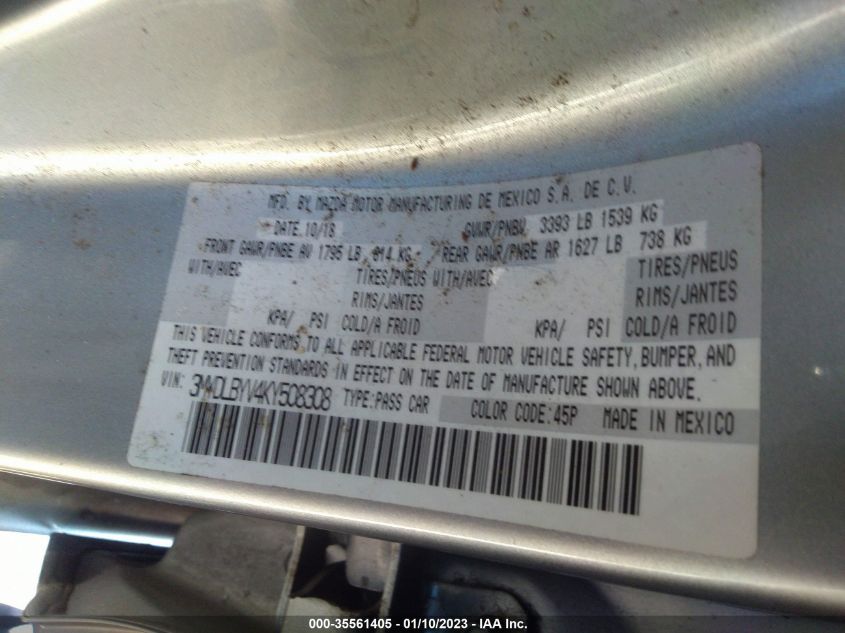 MFD. BY MAZDA MOTOR MANUFACTURING DE MEXICO S.A. DE C.V.
DATE.10/18 GVWR/PNBV 3393 LB 1539 KG
FRONT GAWR/PNBE AV 1795 LB 814 KG REAR GAWR/PNBE AR 1627 LB 738 KG
WITH/AVEC TIRES/PNEUS WITH/AVEC TIRES/PNEUS
RIMS/JANTES RIMS/JANTES
KPA/ PSI COLD/A FROID KPA/ PSI COLD/A FROID
THIS VEHICLE CONFORMS TO ALL APPLICABLE FEDERAL MOTOR VEHICLE SAFETY, BUMPER, AND
THEFT PREVENTION STANDARDS IN EFFECT ON THE DATE OF MANUFACTURE SHOWN ABOVE.
VIN: 3MYDLBYV4KY508308 TYPE:PASS CAR COLOR CODE:45P MADE IN MEXICO
000-35561405 - 01/10/2023 - IAA Inc.